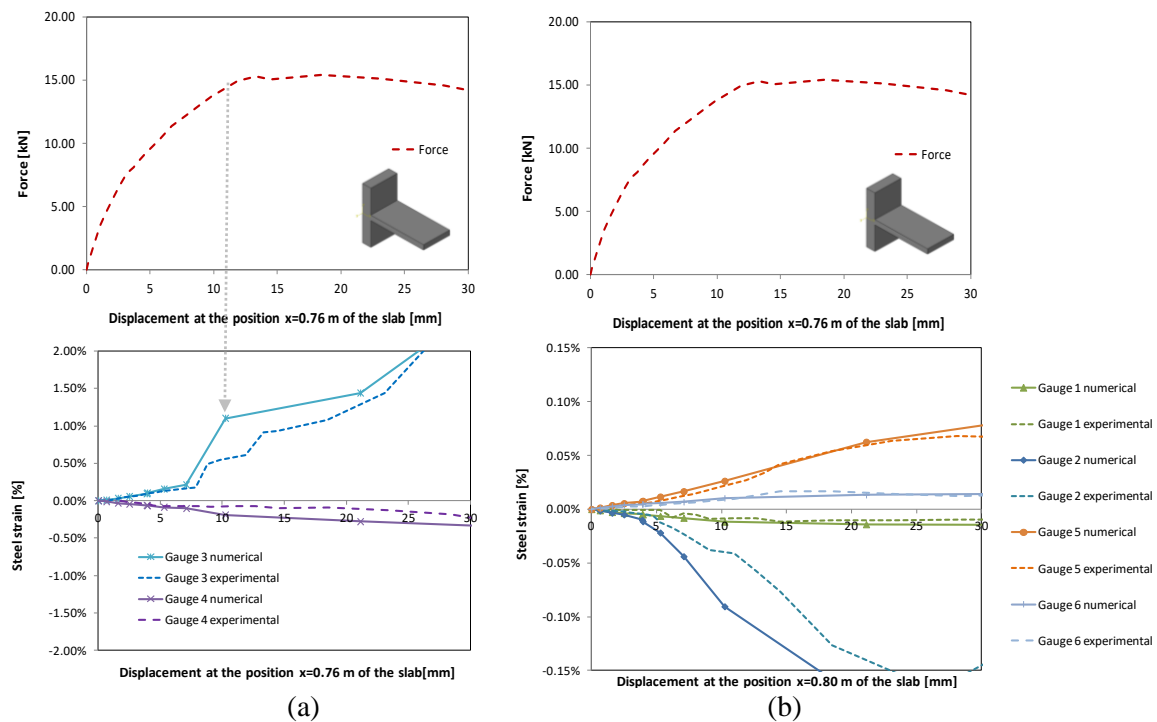 20.00
15.00
10.00
5.00
0.00
Force [kN]
Force
0 5 10 15 20 25 30
Displacement at the position x=0.76 m of the slab [mm]
20.00
15.00
10.00
5.00
0.00
Force [kN]
Force
0 5 10 15 20 25 30
Displacement at the position x=0.76 m of the slab [mm]
2.00%
1.50%
1.00%
0.50%
0.00%
-0.50%
-1.00%
-1.50%
-2.00%
Steel strain [%]
0 5 10 15 20 25 30
Gauge 3 numerical
Gauge 3 experimental
Gauge 4 numerical
Gauge 4 experimental
Displacement at the position x=0.76 m of the slab[mm]
(a)
0.15%
0.10%
0.05%
0.00%
-0.05%
-0.10%
-0.15%
Steel strain [%]
0 5 10 15 20 25 30
Displacement at the position x=0.80 m of the slab [mm]
Gauge 1 numerical
Gauge 1 experimental
Gauge 2 numerical
Gauge 2 experimental
Gauge 5 numerical
Gauge 5 experimental
Gauge 6 numerical
Gauge 6 experimental
(b)